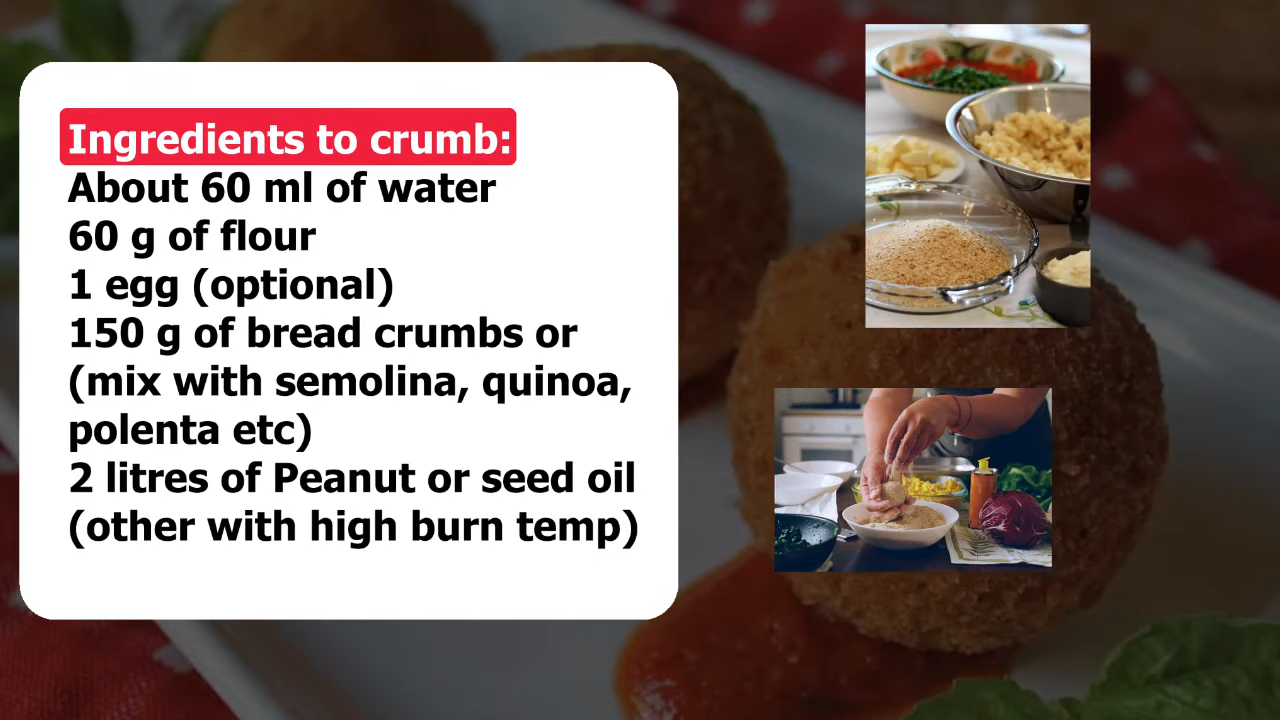 Ingredients to crumb:
About 60 ml of water
60 g of flour
1 egg (optional)
150 g of bread crumbs or
(mix with semolina, quinoa,
polenta etc)
2 litres of Peanut or seed oil
(other with high burn temp)